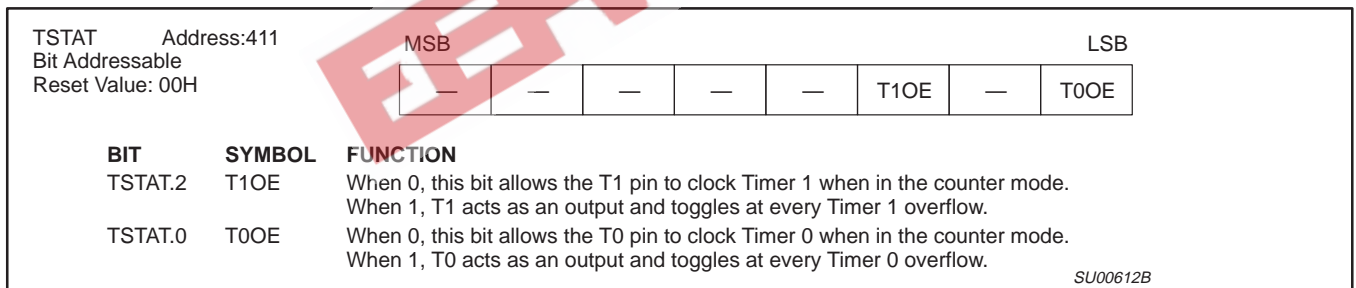 TSTAT Address:411
Bit Addressable
Reset Value: 00H
MSB LSB
— — — — — T1OE — T0OE
BIT SYMBOL FUNCTION
TSTAT.2 T1OE When 0, this bit allows the T1 pin to clock Timer 1 when in the counter mode.
When 1, T1 acts as an output and toggles at every Timer 1 overflow.
TSTAT.0 T0OE When 0, this bit allows the T0 pin to clock Timer 0 when in the counter mode.
When 1, T0 acts as an output and toggles at every Timer 0 overflow.
SU00612B